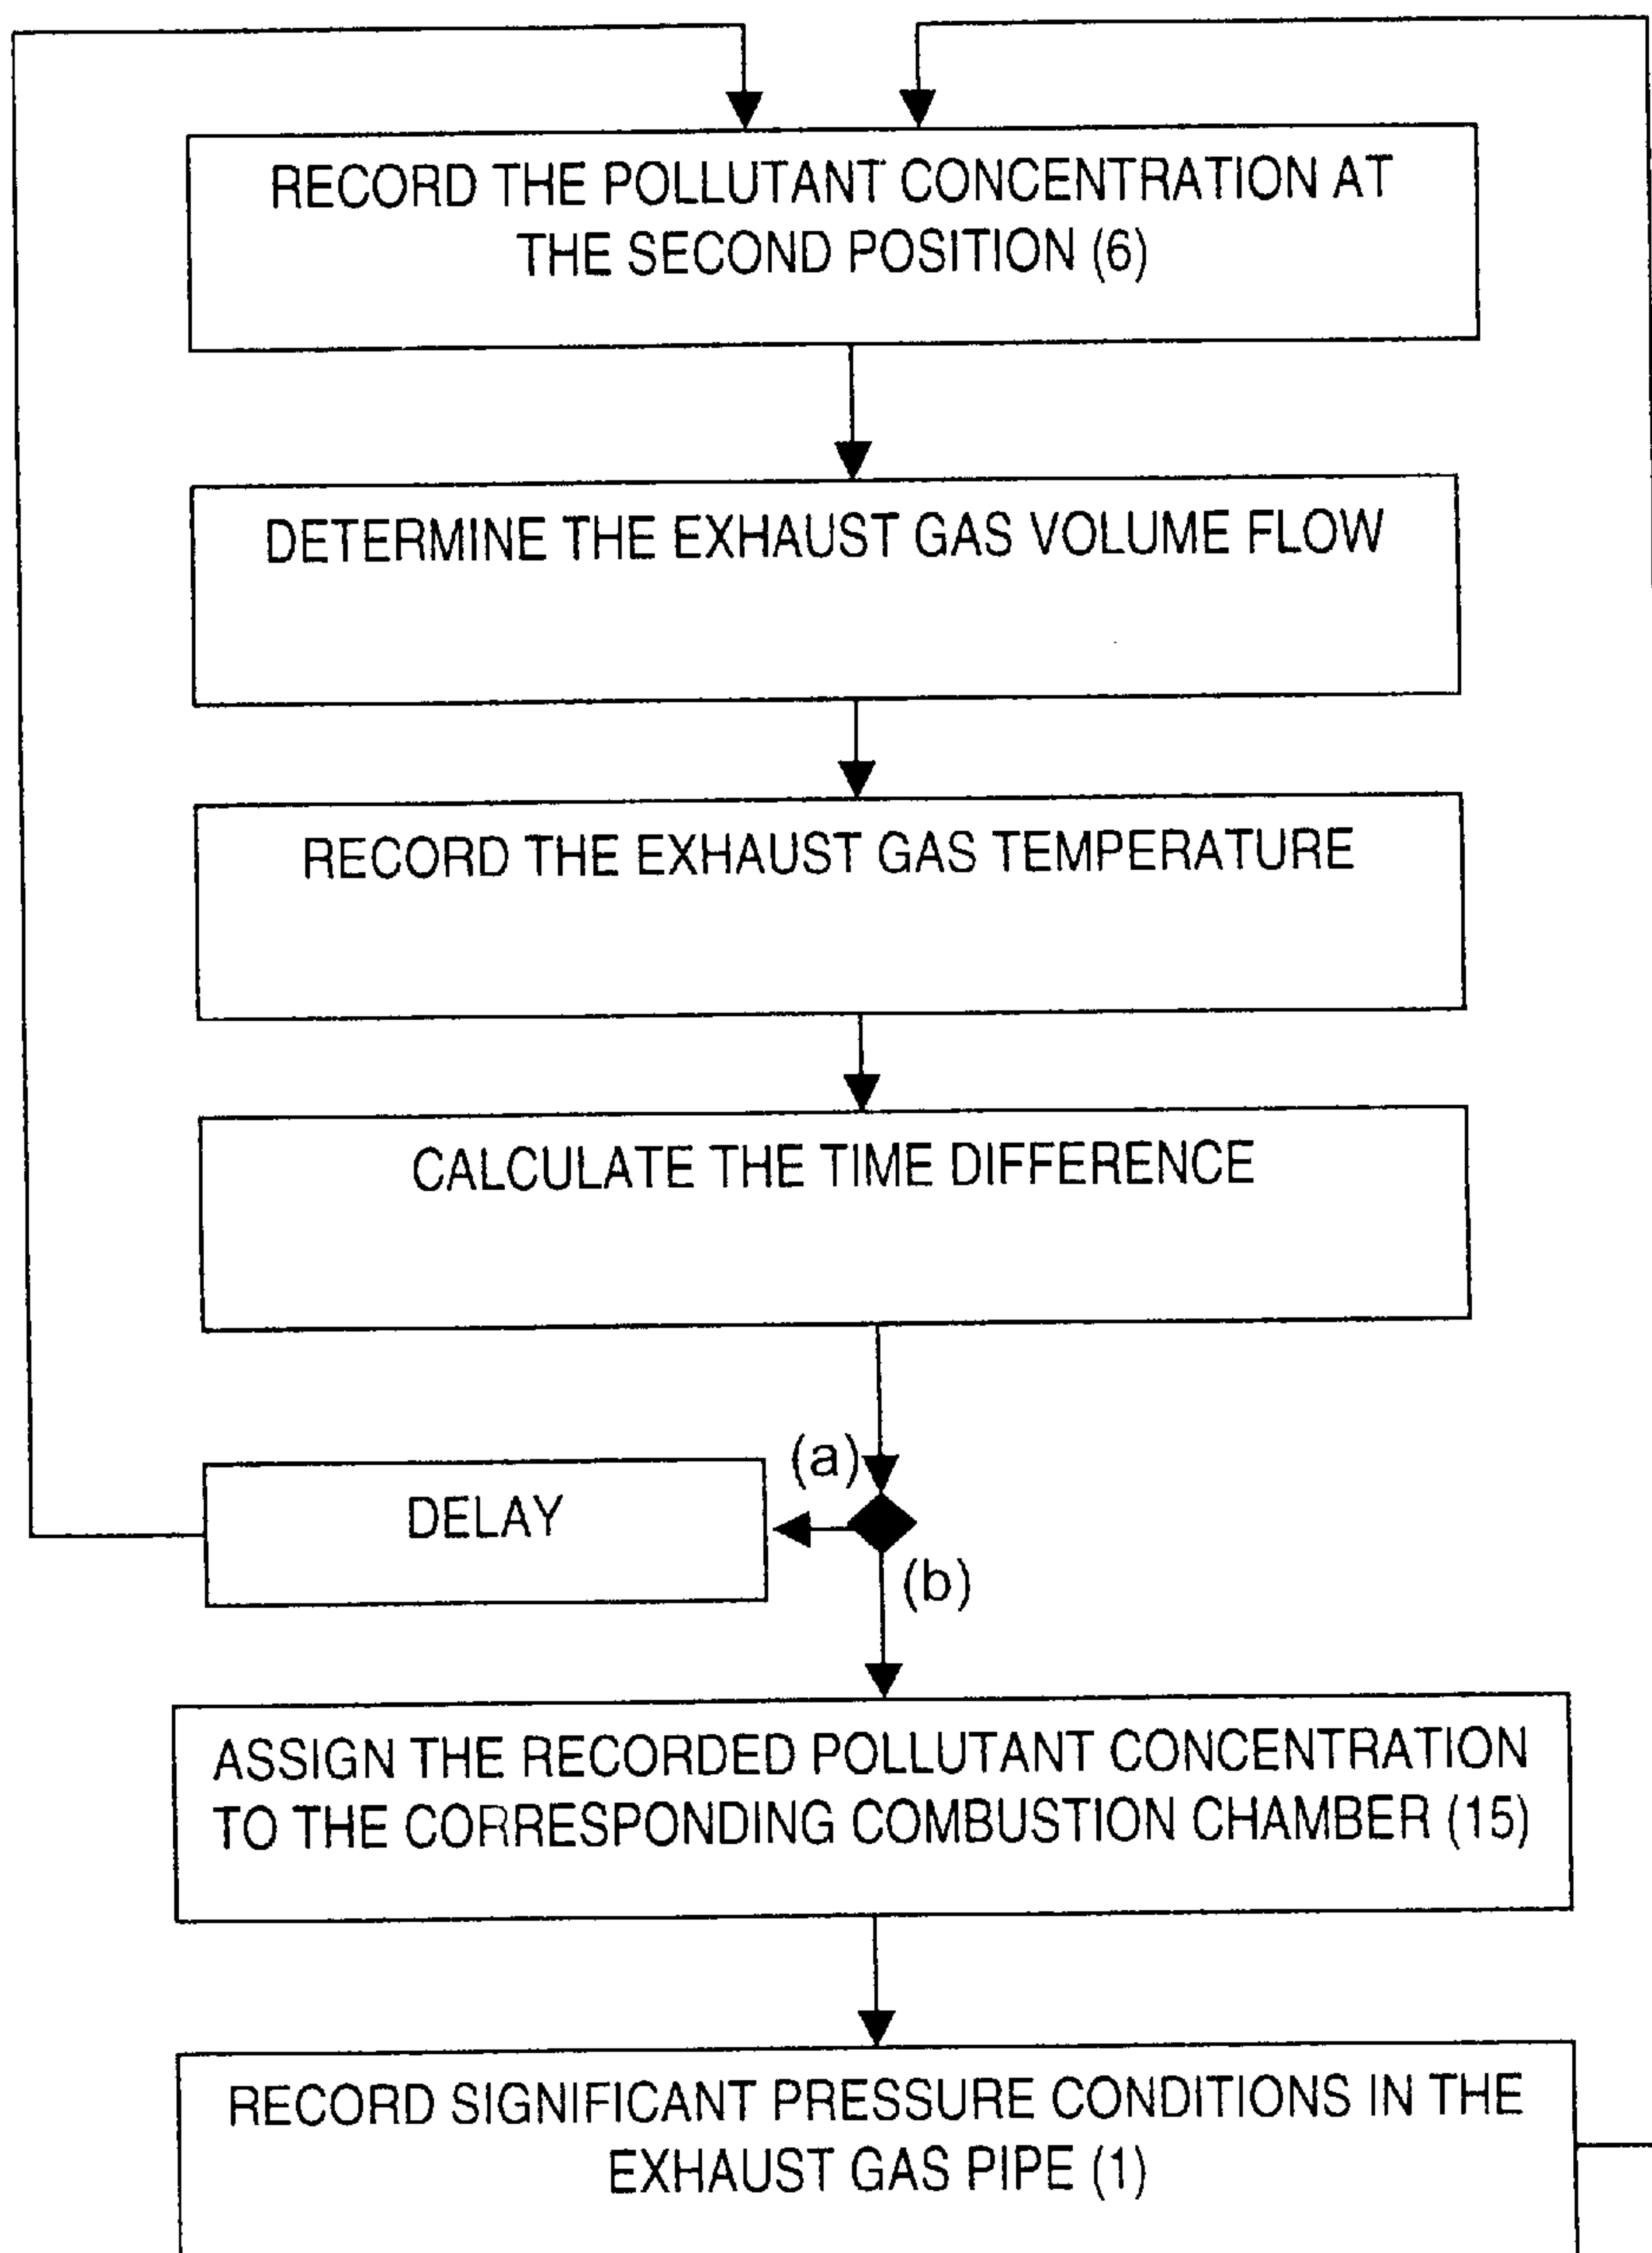 RECORD THE POLLUTANT CONCENTRATION AT
THE SECOND POSITION (6)
DETERMINE THE EXHAUST GAS VOLUME FLOW
RECORD THE EXHAUST GAS TEMPERATURE
CALCULATE THE TIME DIFFERENCE
(a)
DELAY
(b)
ASSIGN THE RECORDED POLLUTANT CONCENTRATION
TO THE CORRESPONDING COMBUSTION CHAMBER (15)
RECORD SIGNIFICANT PRESSURE CONDITIONS IN THE
EXHAUST GAS PIPE (1)